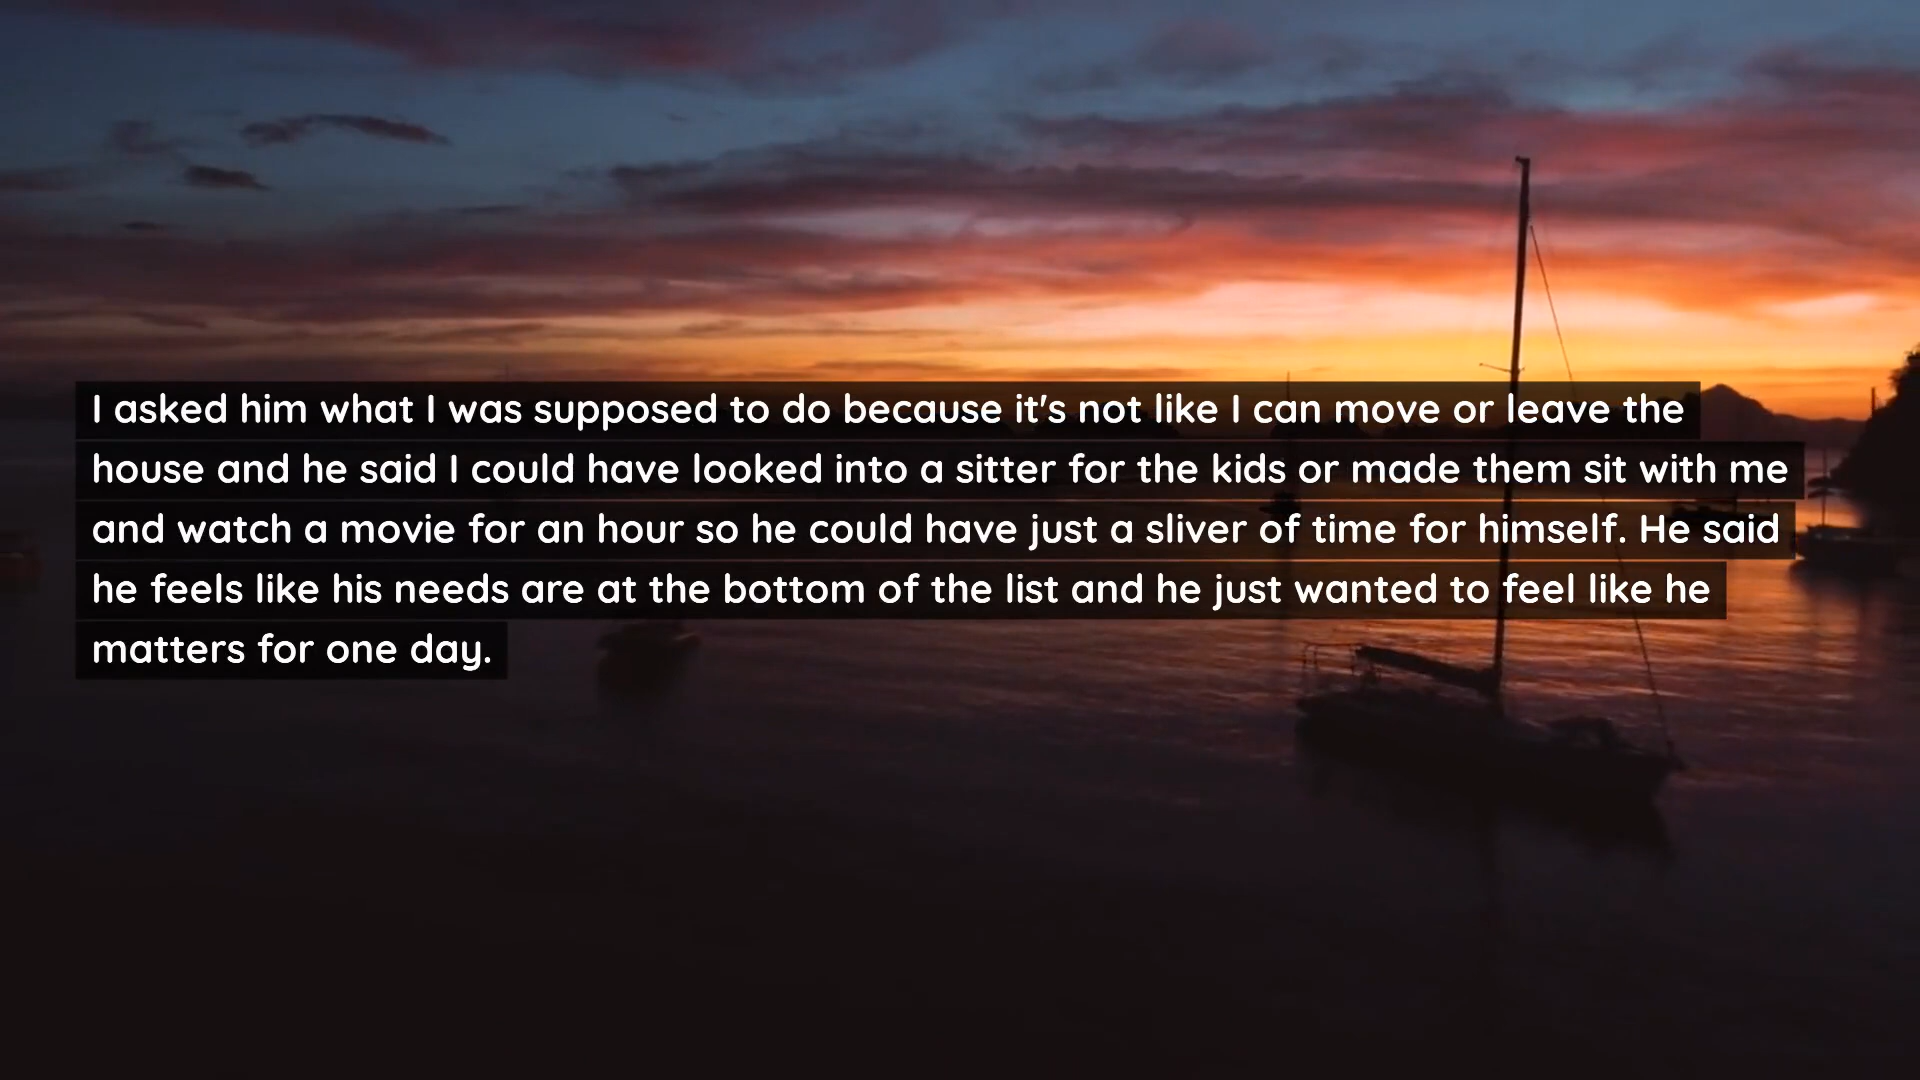 I asked him what I was supposed to do because it's not like I can move or leave the
house and he said I could have looked into a sitter for the kids or made them sit with me
and watch a movie for an hour so he could have just a sliver of time for himself. He said
he feels like his needs are at the bottom of the list and he just wanted to feel like he
matters for one day.